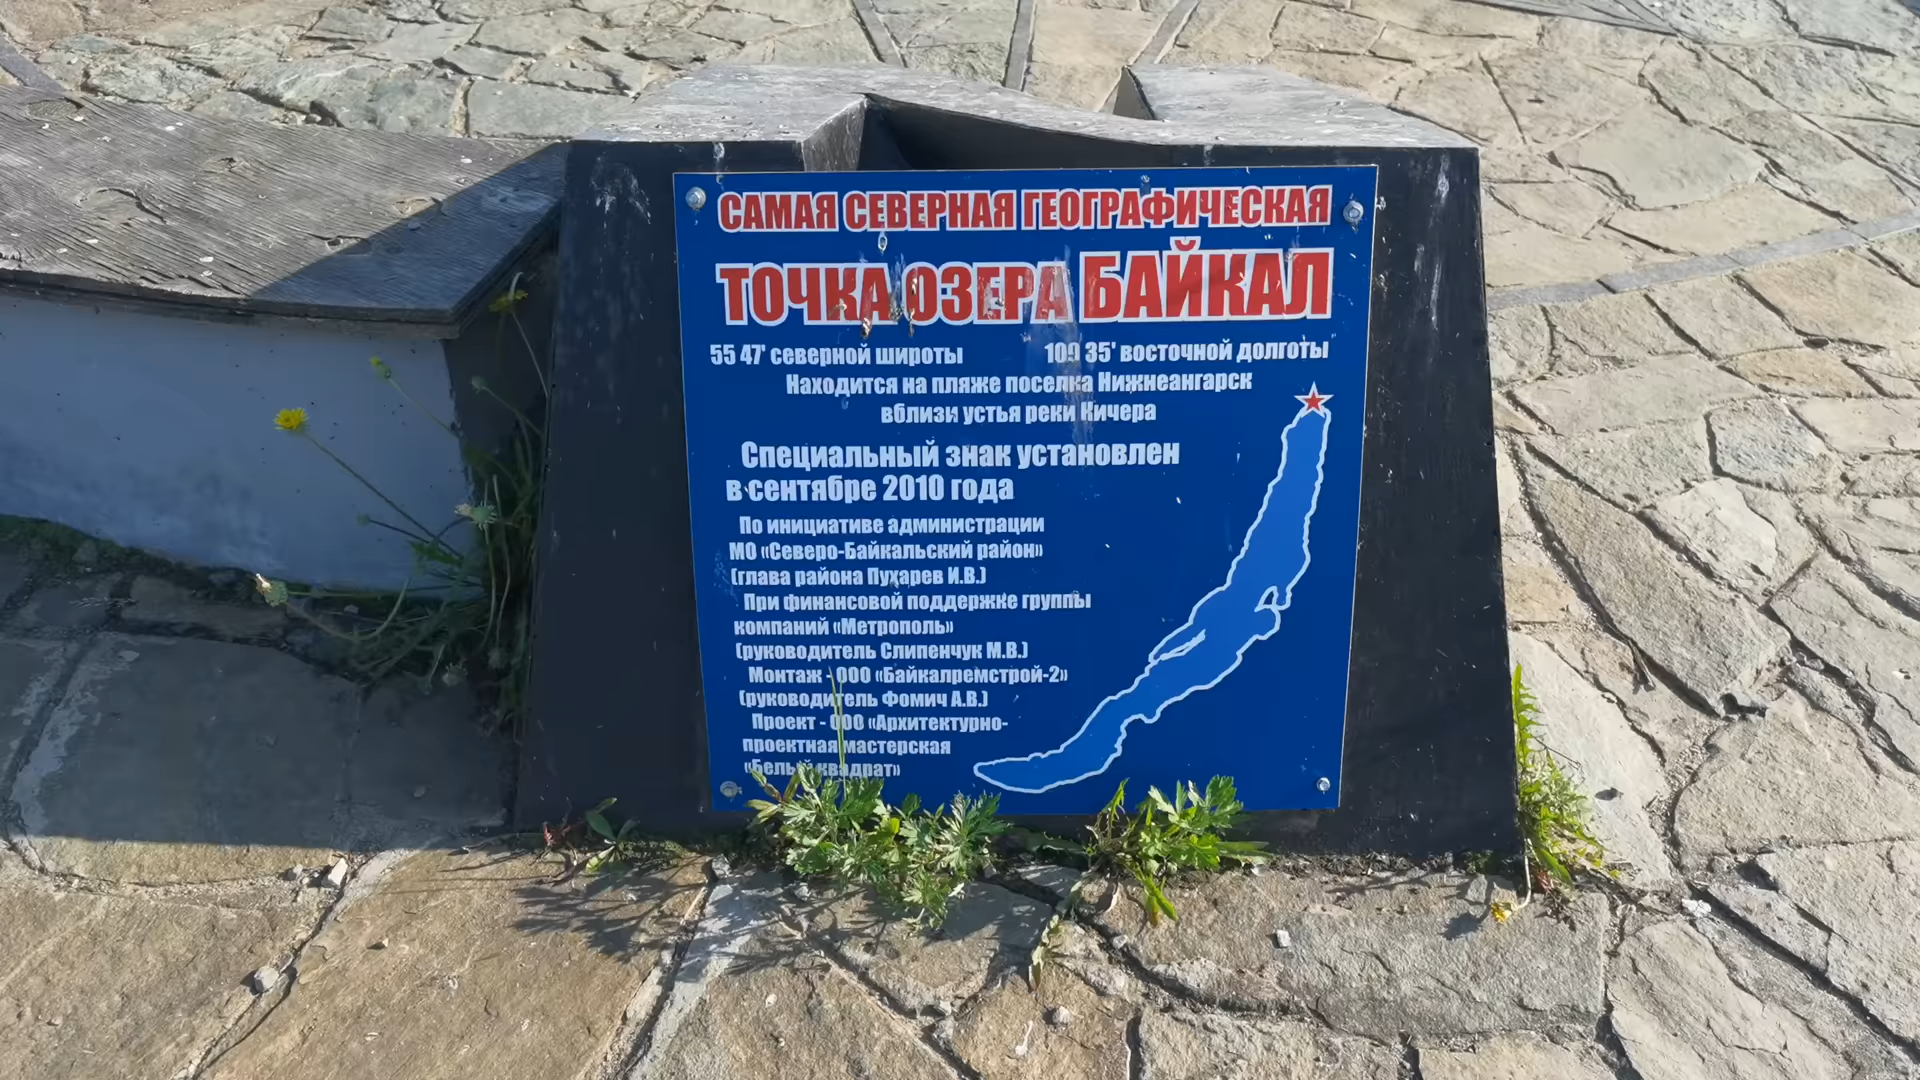 САМАЯ СЕВЕРНАЯ ГЕОГРАФИЧЕСКАЯ
ТОЧКА ОЗЕРА БАЙКАЛ
55 47' северной широты 109 35' восточной долготы
Находится на пляже поселка Нижнеангарск
вблизи устья реки Кичера
Специальный знак установлен
в сентябре 2010 года
По инициативе администрации
МО «Северо-Байкальский район»
(глава района Пухарев И.В.)
При финансовой поддержке группы
компаний «Метрополь»
(руководитель Слипенчук М.В.)
Монтаж - ООО «Байкалремстрой-2»
(руководитель Фомич А.В.)
Проект - ООО «Архитектурно-
проектная мастерская
«Белый квадрат»